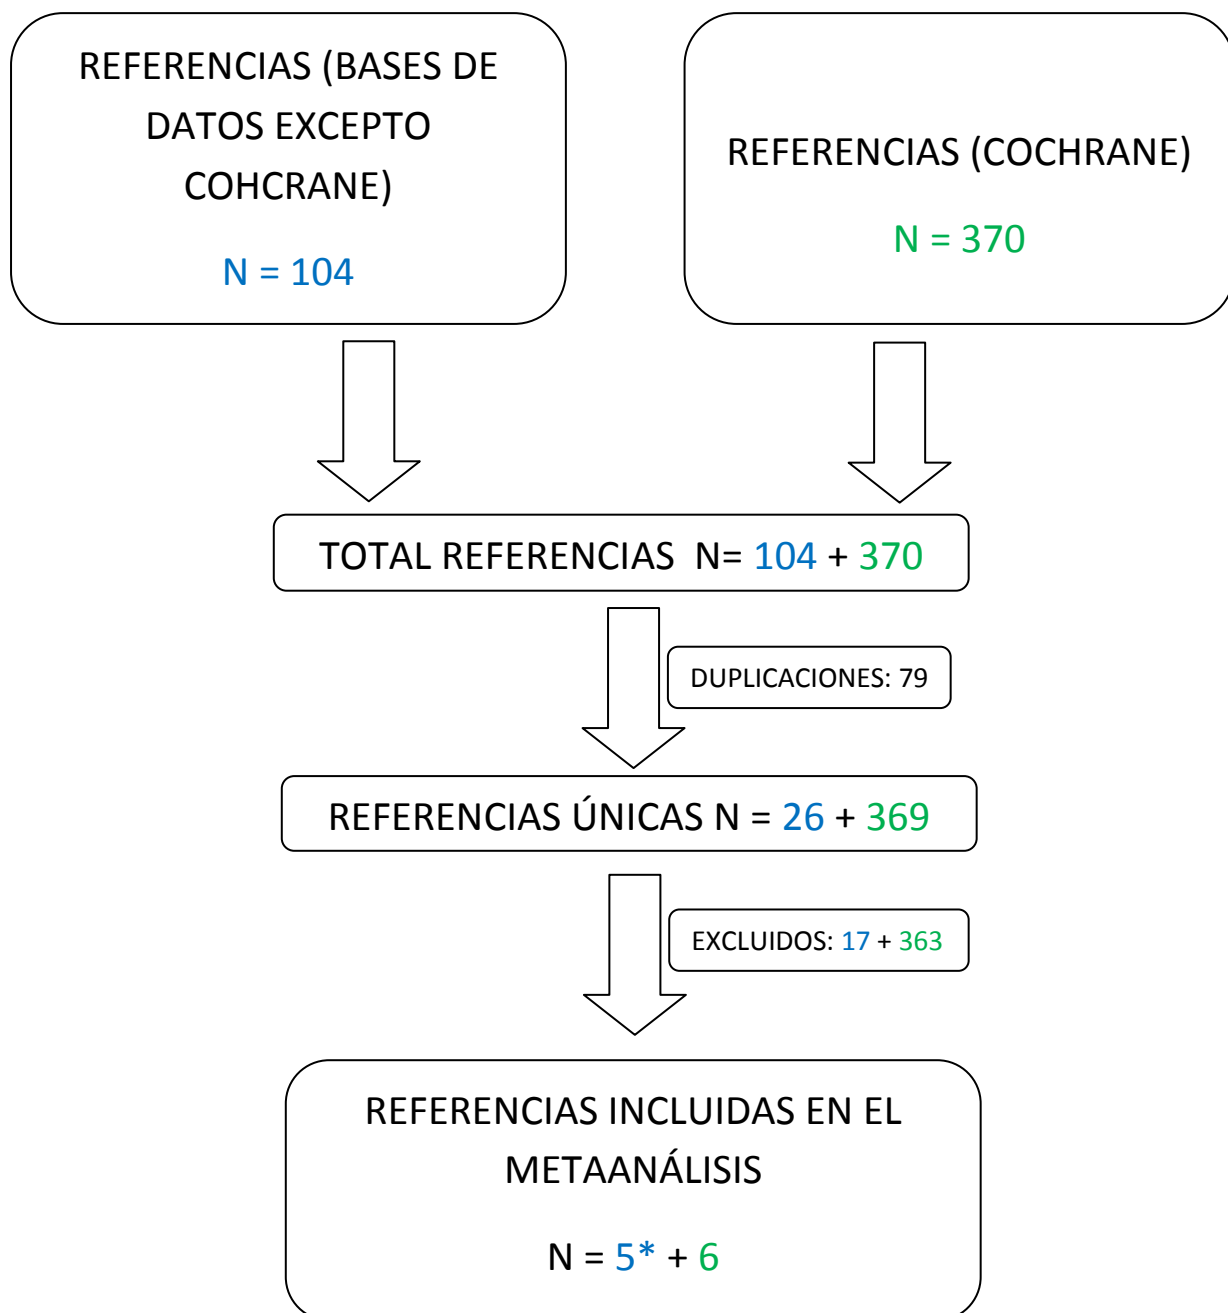 REFERENCIAS (BASES DE
DATOS EXCEPTO
COHCRANE)
N = 104
REFERENCIAS (COCHRANE)
N = 370
TOTAL REFERENCIAS N= 104 + 370
DUPLICACIONES: 79
REFERENCIAS ÚNICAS N = 26 + 369
EXCLUIDOS: 17 + 363
REFERENCIAS INCLUIDAS EN EL
METAANÁLISIS
N = 5* + 6